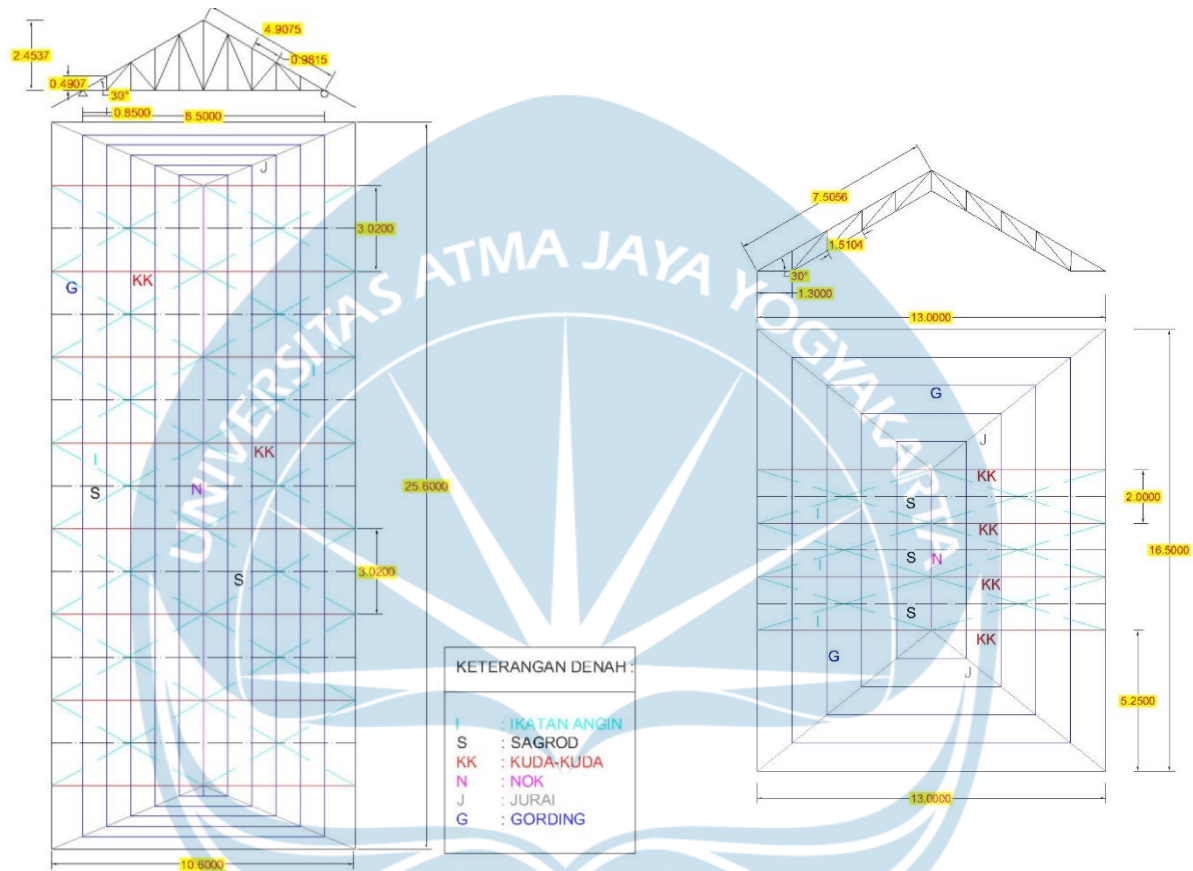 4.9075
2.4537
0.9815
0.4907
30°
0.8500
8.5000
J
3.0200
G
KK
I
KK
I
S
N
25.6000
3.0200
S
10.6000
7.5056
1.5104
30°
1.3000
13.0000
G
J
KK
2.0000
S
I
KK
16.5000
S
N
I
KK
S
I
KK
G
J
5.2500
13.0000
KETERANGAN DENAH :
I : IKATAN ANGIN
S : SAGROD
KK : KUDA-KUDA
N : NOK
J : JURAI
G : GORDING
UNIVERSITAS ATMA JAYA YOGYAKARTA